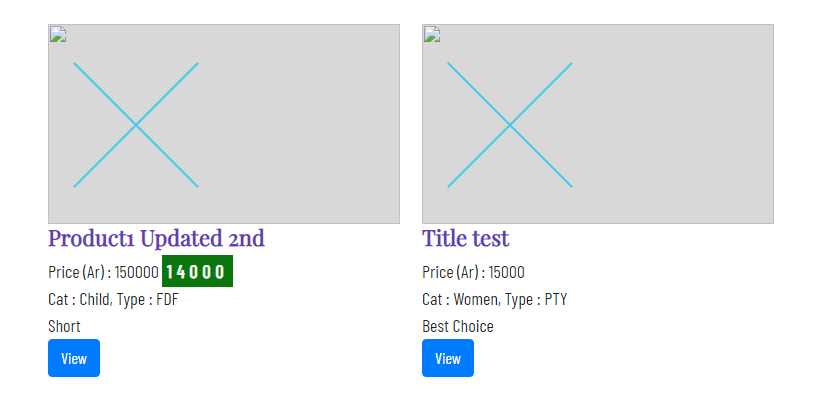 Product1 Updated 2nd
Price (Ar) : 150000 14000
Cat : Child, Type : FDF
Short
View
Title test
Price (Ar) : 15000
Cat : Women, Type : PTY
Best Choice
View